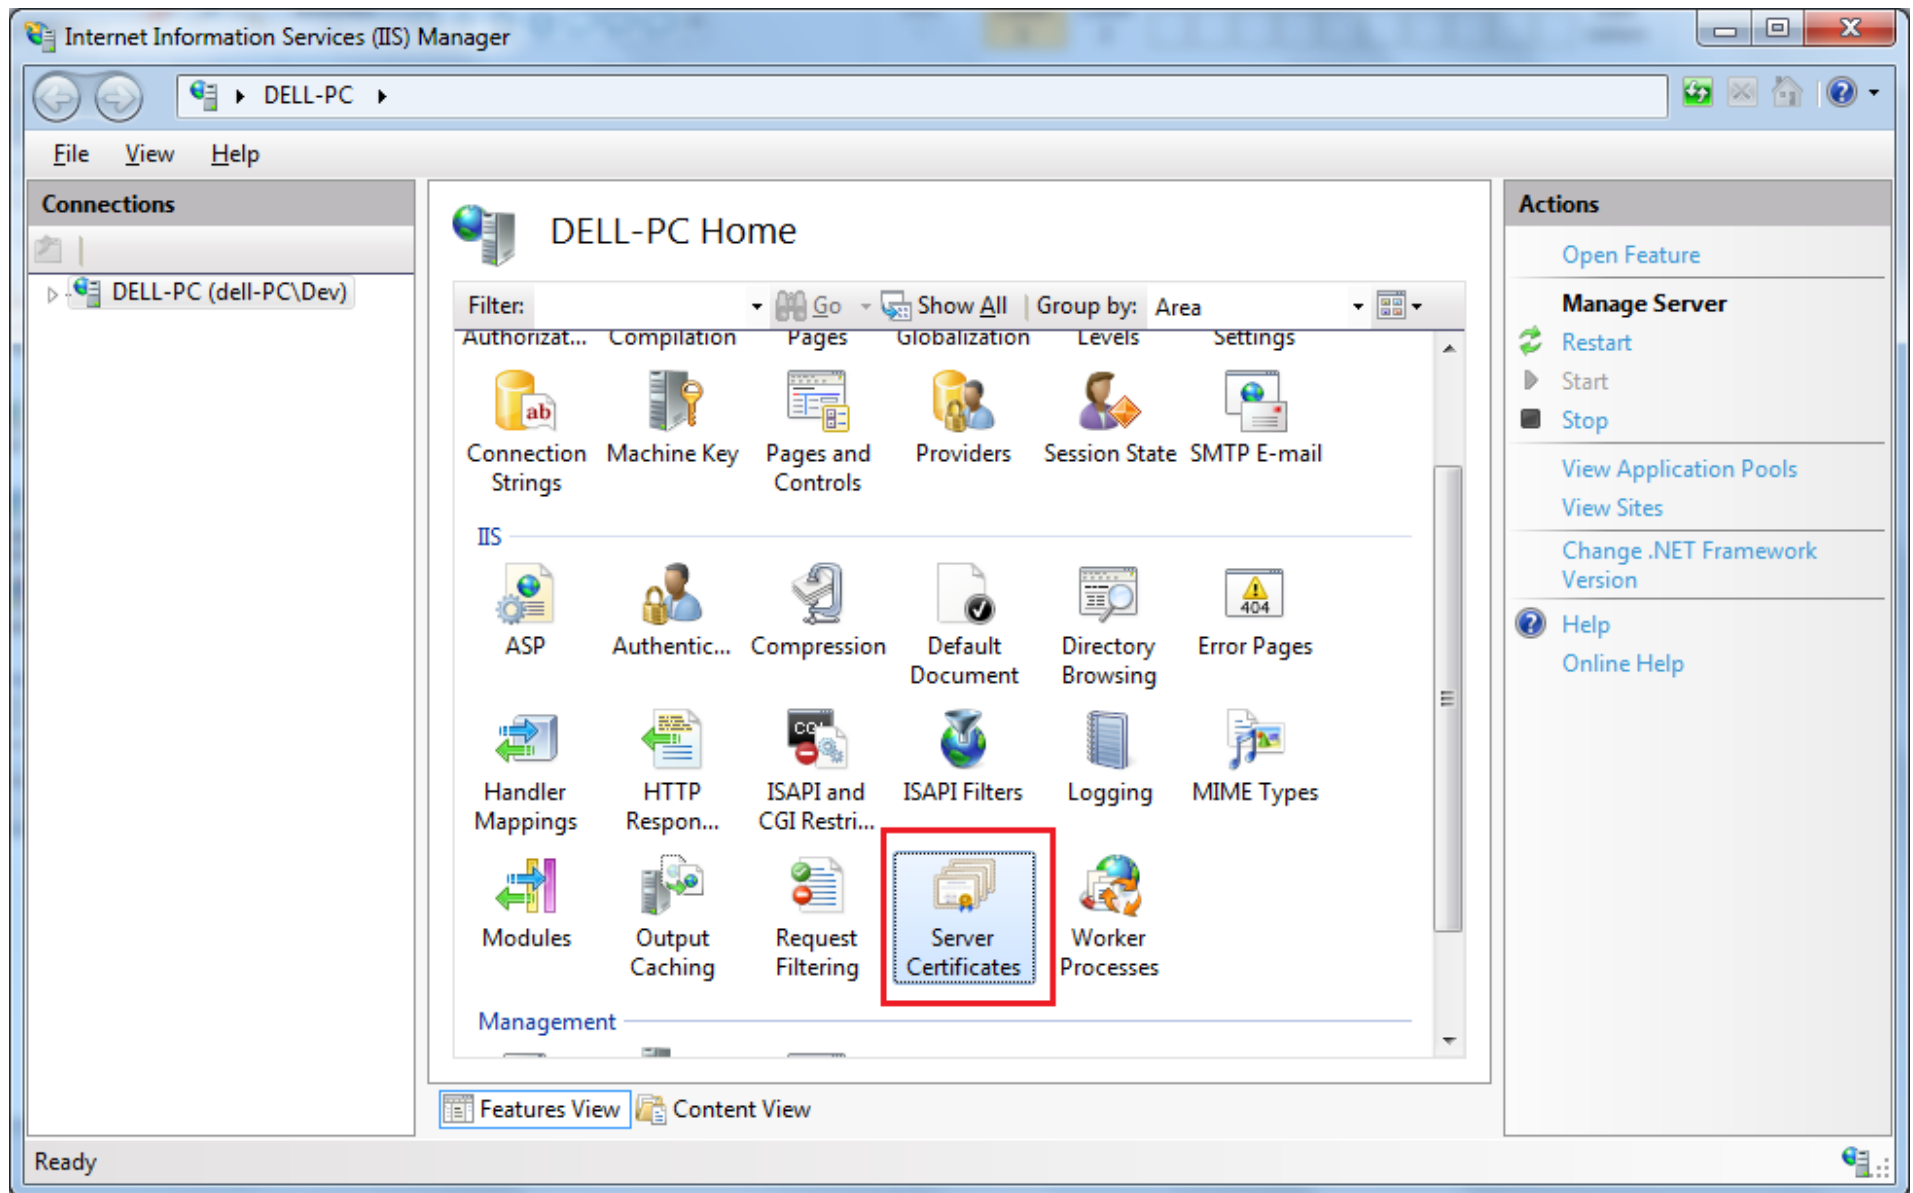 Internet Information Services (IIS) Manager
DELL-PC
File View Help
Connections
DELL-PC (dell-PC\Dev)
DELL-PC Home
Filter: Go Show All Group by: Area
Authorizat... Compilation Pages Globalization Levels Settings
ab
Connection Machine Key Pages and Providers Session State SMTP E-mail
Strings Controls
IIS
404
ASP Authentic... Compression Default Directory Error Pages
Document Browsing
Handler HTTP ISAPI and ISAPI Filters Logging MIME Types
Mappings Respon... CGI Restri...
Modules Output Request Server Worker
Caching Filtering Certificates Processes
Management
Features View Content View
Actions
Open Feature
Manage Server
Restart
Start
Stop
View Application Pools
View Sites
Change .NET Framework
Version
Help
Online Help
Ready